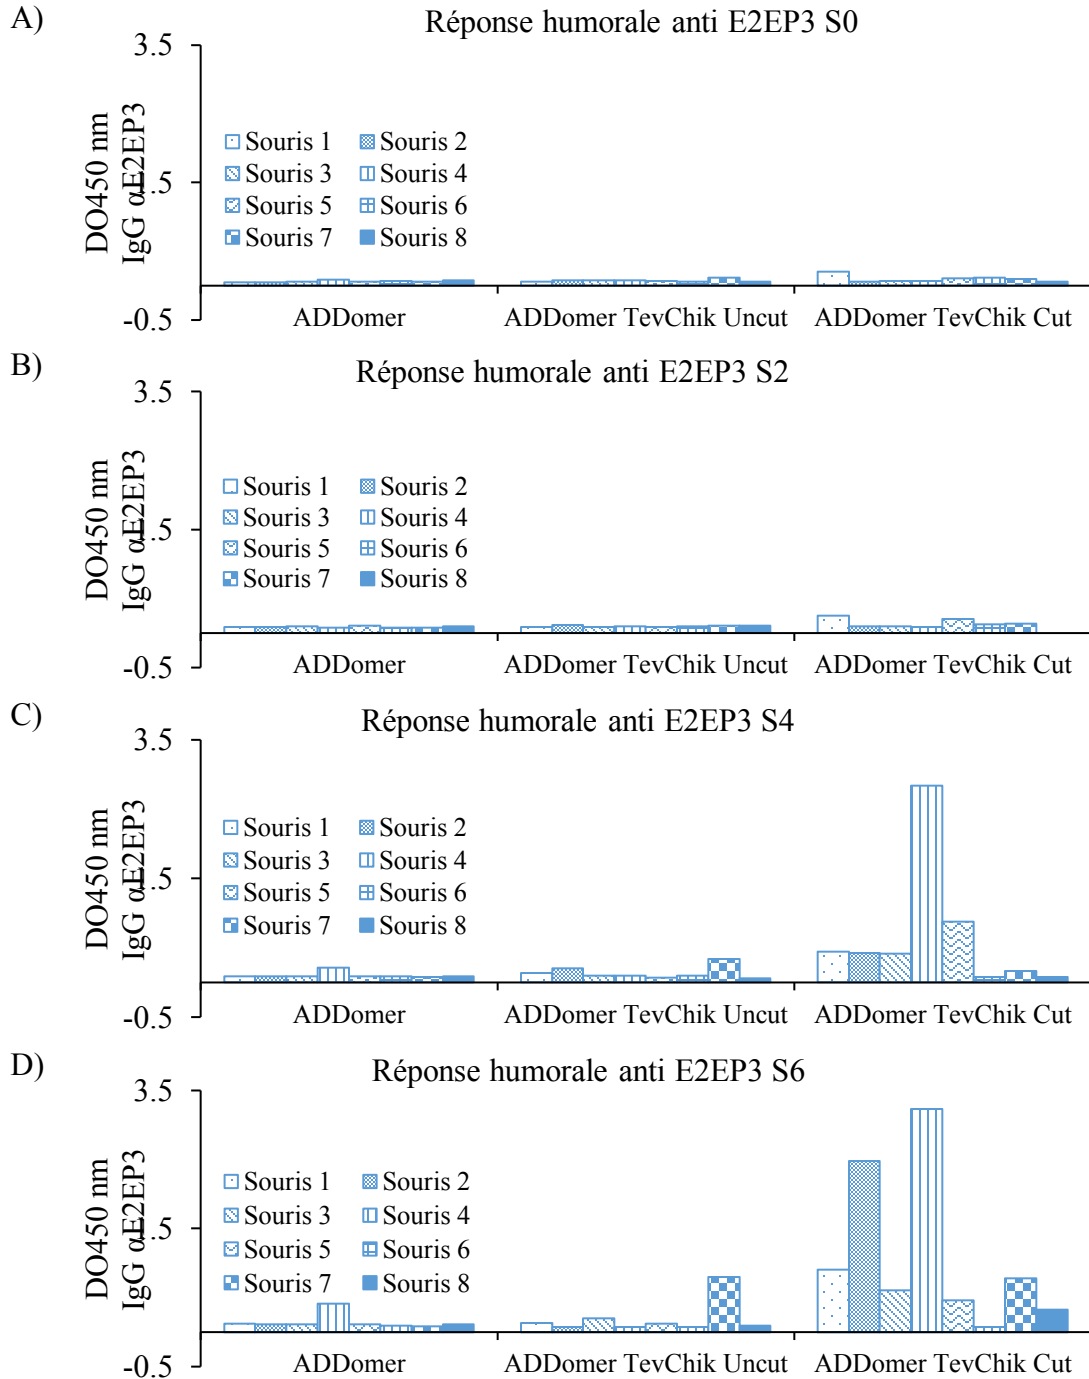 A)
Réponse humorale anti E2EP3 S0
3.5
1.5
-0.5
DO450 nm
IgG αE2EP3
Souris 1 Souris 2
Souris 3 Souris 4
Souris 5 Souris 6
Souris 7 Souris 8
ADDomer ADDomer TevChik Uncut ADDomer TevChik Cut
B)
Réponse humorale anti E2EP3 S2
3.5
1.5
-0.5
DO450 nm
IgG αE2EP3
Souris 1 Souris 2
Souris 3 Souris 4
Souris 5 Souris 6
Souris 7 Souris 8
ADDomer ADDomer TevChik Uncut ADDomer TevChik Cut
C)
Réponse humorale anti E2EP3 S4
3.5
1.5
-0.5
DO450 nm
IgG αE2EP3
Souris 1 Souris 2
Souris 3 Souris 4
Souris 5 Souris 6
Souris 7 Souris 8
ADDomer ADDomer TevChik Uncut ADDomer TevChik Cut
D)
Réponse humorale anti E2EP3 S6
3.5
1.5
-0.5
DO450 nm
IgG αE2EP3
Souris 1 Souris 2
Souris 3 Souris 4
Souris 5 Souris 6
Souris 7 Souris 8
ADDomer ADDomer TevChik Uncut ADDomer TevChik Cut